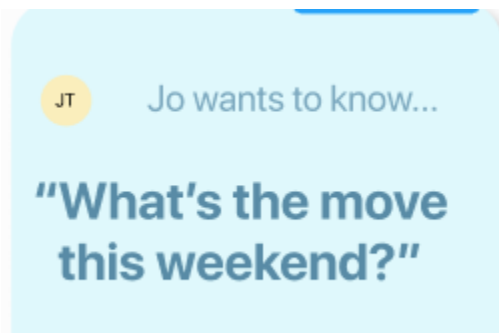 JT
Jo wants to know...
“What’s the move
this weekend?”